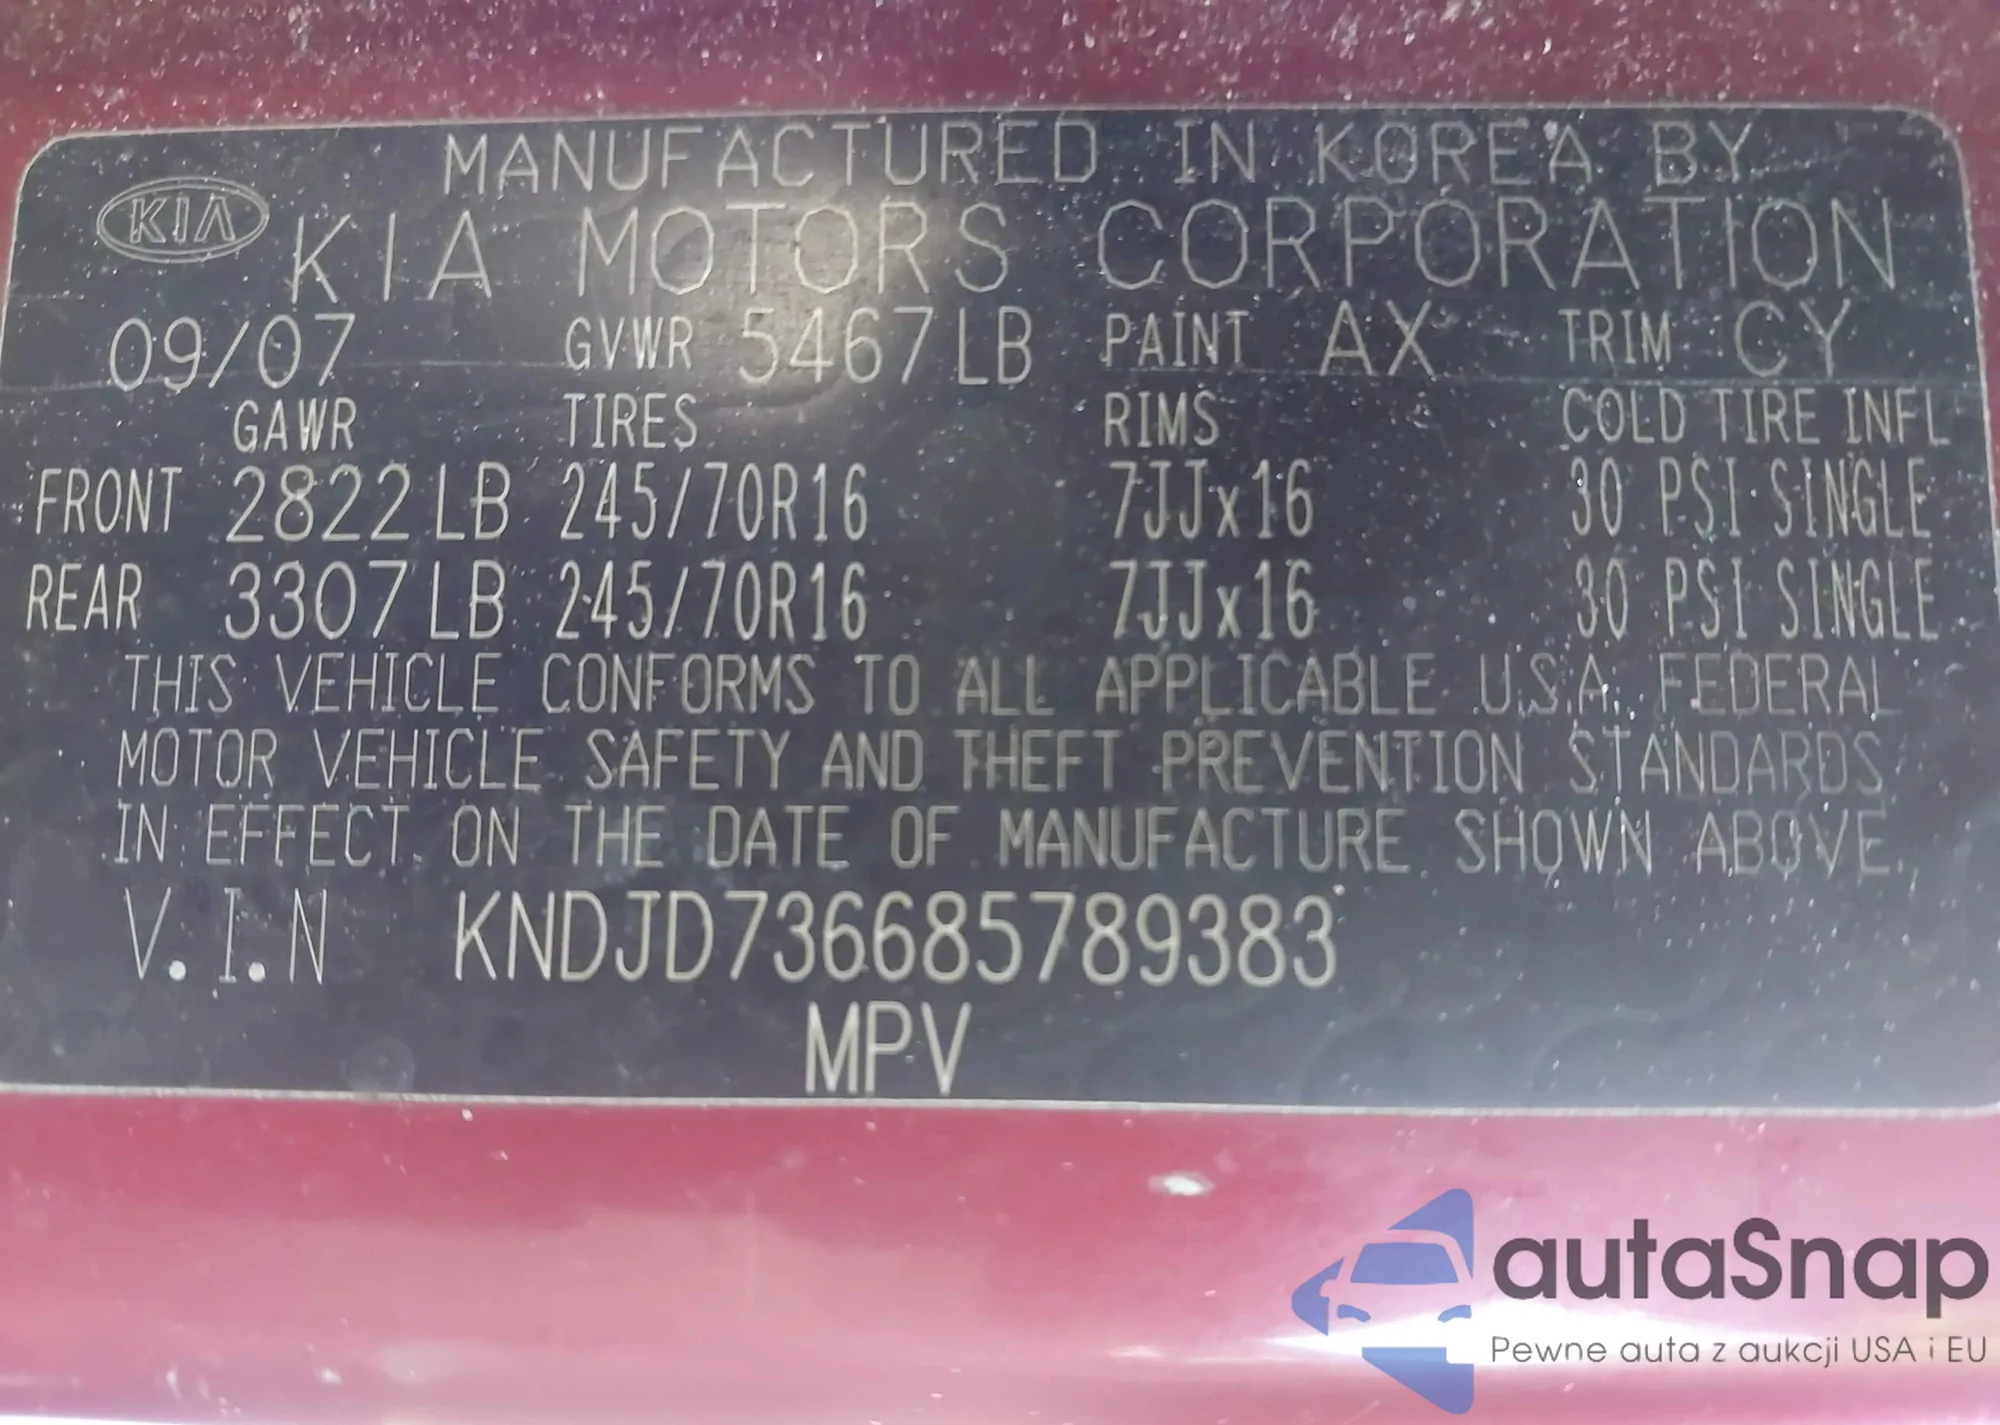 MANUFACTURED IN KOREA BY
KIA KIA MOTORS CORPORATION
09/07 GVWR 5467LB PAINT AX TRIM CY
GAWR TIRES RIMS COLD TIRE INFL
FRONT 2822LB 245/70R16 7JJx16 30 PSI SINGLE
REAR 3307LB 245/70R16 7JJx16 30 PSI SINGLE
THIS VEHICLE CONFORMS TO ALL APPLICABLE U.S.A. FEDERAL
MOTOR VEHICLE SAFETY AND THEFT PREVENTION STANDARDS
IN EFFECT ON THE DATE OF MANUFACTURE SHOWN ABOVE.
V.I.N KNDJD736685789383
MPV
autaSnap
Pewne auta z aukcji USA i EU